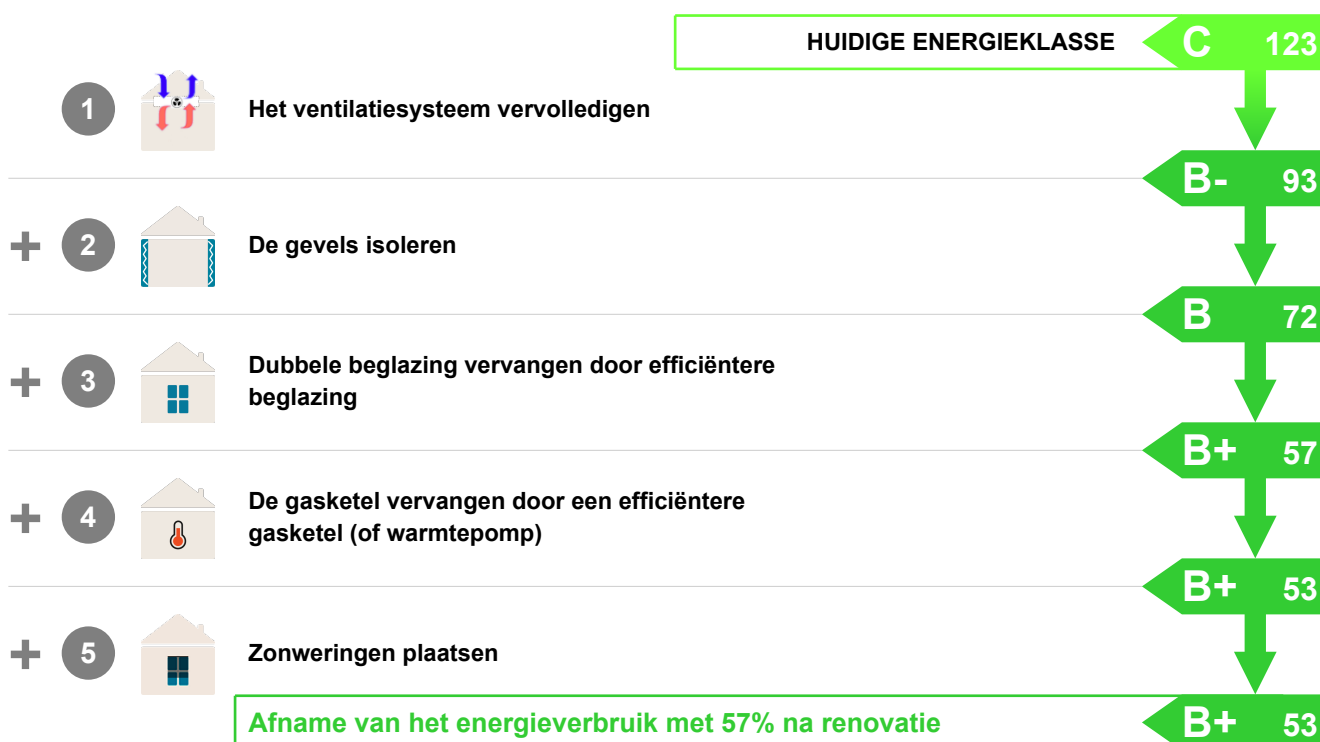 HUIDIGE ENERGIEKLASSE C 123
1 Het ventilatiesysteem vervolledigen
B- 93
+ 2 De gevels isoleren
B 72
+ 3 Dubbele beglazing vervangen door efficiëntere
beglazing
B+ 57
+ 4 De gasketel vervangen door een efficiëntere
gasketel (of warmtepomp)
B+ 53
+ 5 Zonweringen plaatsen
Afname van het energieverbruik met 57% na renovatie B+ 53